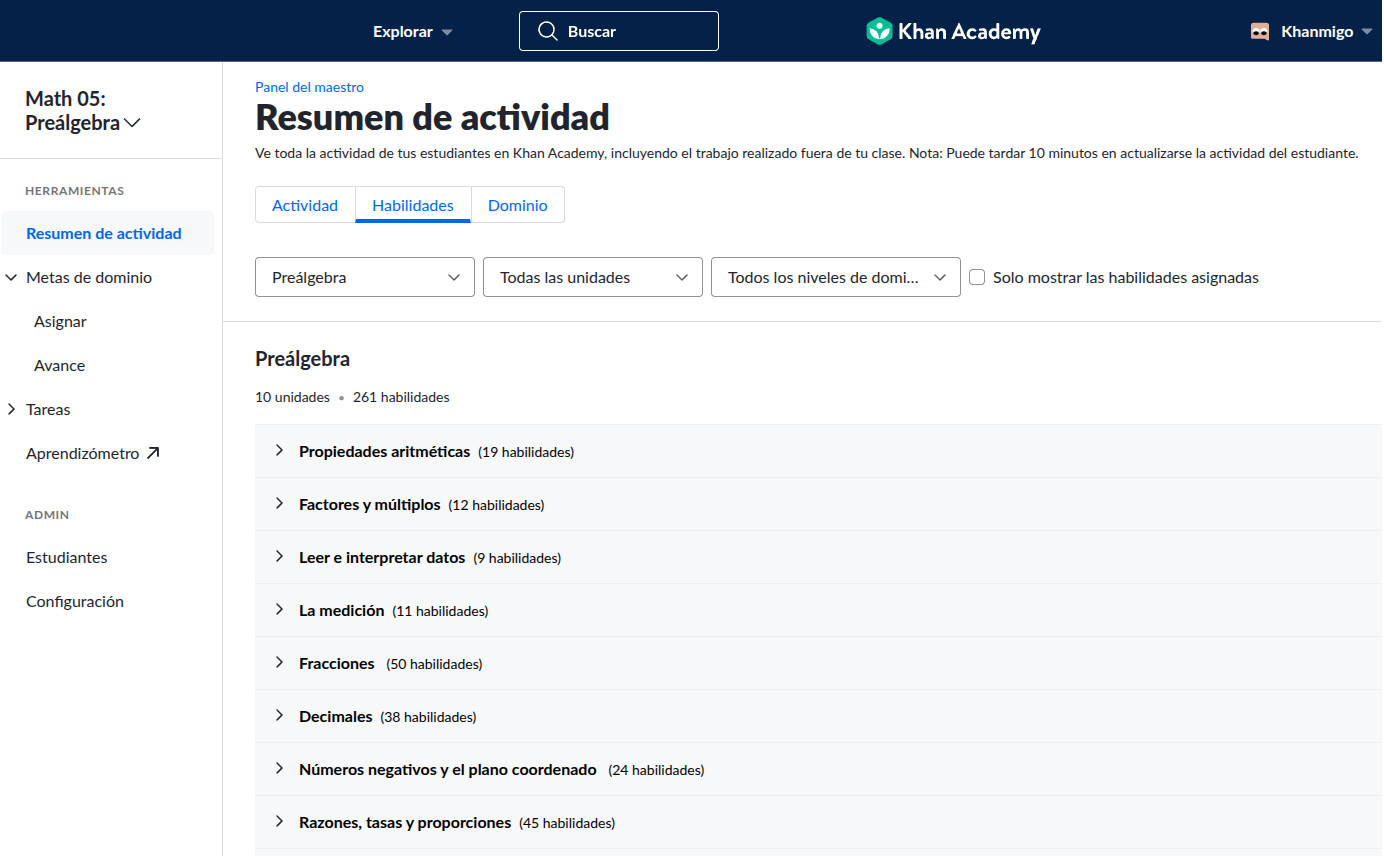 Explorar
Buscar
Khan Academy
Khanmigo
Math 05:
Preálgebra
HERRAMIENTAS
Resumen de actividad
Metas de dominio
Asignar
Avance
Tareas
Aprendizómetro
ADMIN
Estudiantes
Configuración
Panel del maestro
Resumen de actividad
Ve toda la actividad de tus estudiantes en Khan Academy, incluyendo el trabajo realizado fuera de tu clase. Nota: Puede tardar 10 minutos en actualizarse la actividad del estudiante.
Actividad Habilidades Dominio
Preálgebra Todas las unidades Todos los niveles de domi... Solo mostrar las habilidades asignadas
Preálgebra
10 unidades • 261 habilidades
Propiedades aritméticas (19 habilidades)
Factores y múltiplos (12 habilidades)
Leer e interpretar datos (9 habilidades)
La medición (11 habilidades)
Fracciones (50 habilidades)
Decimales (38 habilidades)
Números negativos y el plano coordenado (24 habilidades)
Razones, tasas y proporciones (45 habilidades)